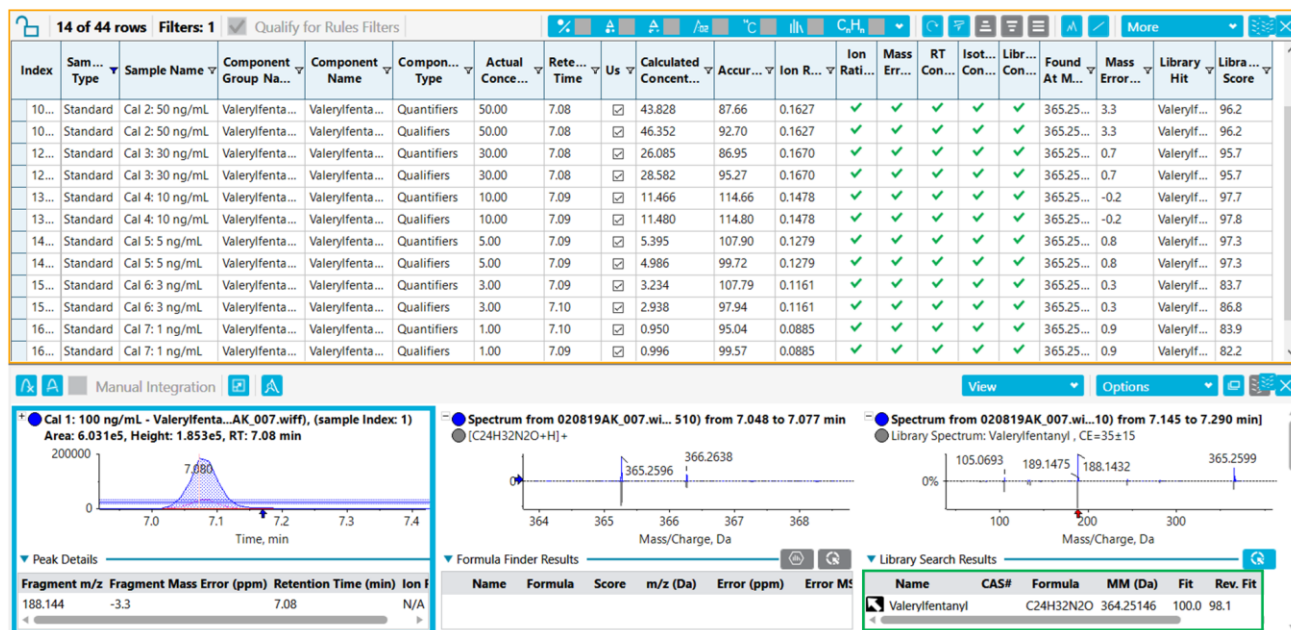 14 of 44 rows Filters: 1 Qualify for Rules Filters More
Index Sam... Type Sample Name Component Group Na... Component Name Compon... Type Actual Conce... Rete... Time Us Calculated Concent... Accur... Ion R... Ion Rati... Mass Err... RT Con... Isot... Con... Libr... Con... Found At M... Mass Error... Library Hit Libra... Score
10... Standard Cal 2: 50 ng/mL Valerylfenta... Valerylfenta... Quantifiers 50.00 7.08 43.828 87.66 0.1627 365.25... 3.3 Valerylf... 96.2
10... Standard Cal 2: 50 ng/mL Valerylfenta... Valerylfenta... Qualifiers 50.00 7.08 46.352 92.70 0.1627 365.25... 3.3 Valerylf... 96.2
12... Standard Cal 3: 30 ng/mL Valerylfenta... Valerylfenta... Quantifiers 30.00 7.08 26.085 86.95 0.1670 365.25... 0.7 Valerylf... 95.7
12... Standard Cal 3: 30 ng/mL Valerylfenta... Valerylfenta... Qualifiers 30.00 7.08 28.582 95.27 0.1670 365.25... 0.7 Valerylf... 95.7
13... Standard Cal 4: 10 ng/mL Valerylfenta... Valerylfenta... Quantifiers 10.00 7.09 11.466 114.66 0.1478 365.25... -0.2 Valerylf... 97.7
13... Standard Cal 4: 10 ng/mL Valerylfenta... Valerylfenta... Qualifiers 10.00 7.09 11.480 114.80 0.1478 365.25... -0.2 Valerylf... 97.8
14... Standard Cal 5: 5 ng/mL Valerylfenta... Valerylfenta... Quantifiers 5.00 7.09 5.395 107.90 0.1279 365.25... 0.8 Valerylf... 97.3
14... Standard Cal 5: 5 ng/mL Valerylfenta... Valerylfenta... Qualifiers 5.00 7.09 4.986 99.72 0.1279 365.25... 0.8 Valerylf... 97.3
15... Standard Cal 6: 3 ng/mL Valerylfenta... Valerylfenta... Quantifiers 3.00 7.09 3.234 107.79 0.1161 365.25... 0.3 Valerylf... 83.7
15... Standard Cal 6: 3 ng/mL Valerylfenta... Valerylfenta... Qualifiers 3.00 7.10 2.938 97.94 0.1161 365.25... 0.3 Valerylf... 86.8
16... Standard Cal 7: 1 ng/mL Valerylfenta... Valerylfenta... Quantifiers 1.00 7.10 0.950 95.04 0.0885 365.25... 0.9 Valerylf... 83.9
16... Standard Cal 7: 1 ng/mL Valerylfenta... Valerylfenta... Qualifiers 1.00 7.09 0.996 99.57 0.0885 365.25... 0.9 Valerylf... 82.2
Manual Integration View Options
Cal 1: 100 ng/mL - Valerylfenta...AK_007.wiff), (sample Index: 1)
Area: 6.031e5, Height: 1.853e5, RT: 7.08 min
200000
7.080
0
7.0 7.1 7.2 7.3 7.4
Time, min
Peak Details
Fragment m/z Fragment Mass Error (ppm) Retention Time (min) Ion
188.144 -3.3 7.08 N/A
Spectrum from 020819AK_007.wi... 510) from 7.048 to 7.077 min
[C24H32N2O+H]+
366.2638
365.2596
0
364 365 366 367 368
Mass/Charge, Da
Formula Finder Results
Name Formula Score m/z (Da) Error (ppm) Error MS
Spectrum from 020819AK_007.wi...10) from 7.145 to 7.290 min]
Library Spectrum: Valerylfentanyl , CE=35±15
105.0693 189.1475 188.1432 365.2599
0%
100 200 300
Mass/Charge, Da
Library Search Results
Name CAS# Formula MM (Da) Fit Rev. Fit
Valerylfentanyl C24H32N2O 364.25146 100.0 98.1